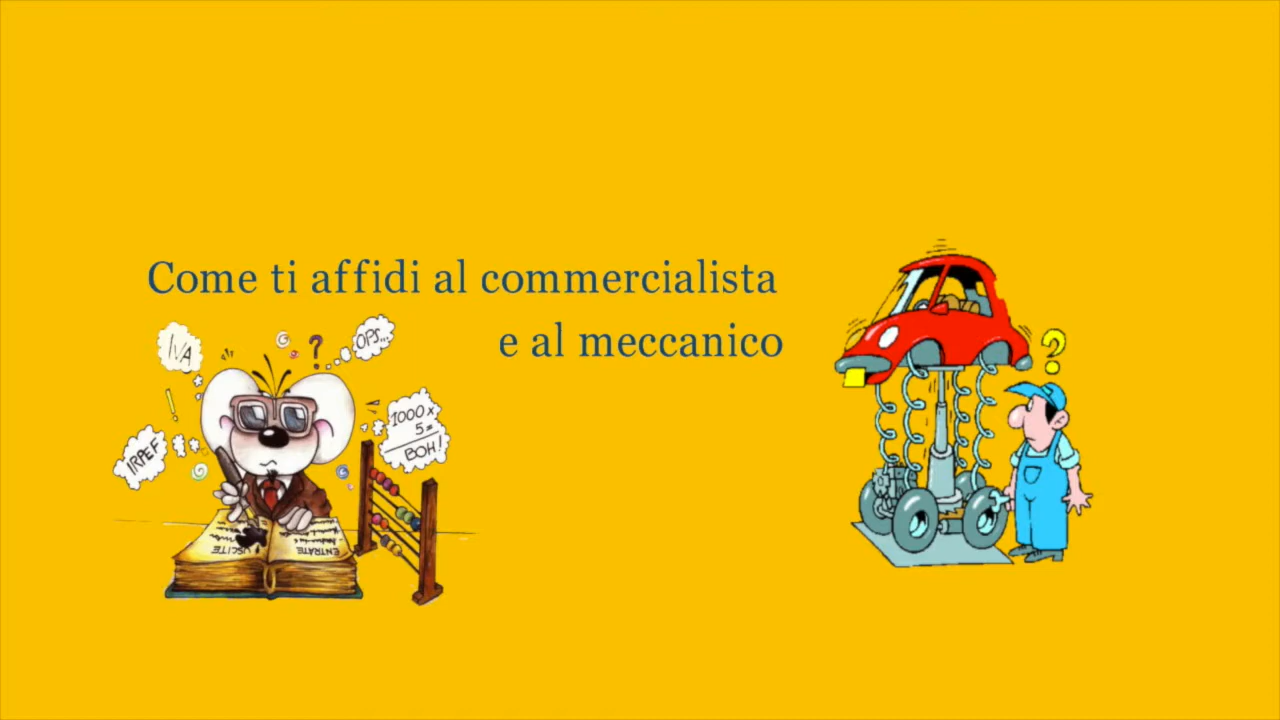 Come ti affidi al commercialista
e al meccanico
IVA
OPS...
1000 x
5=
BOH!
IRPEF
USCITE
ENTRATE